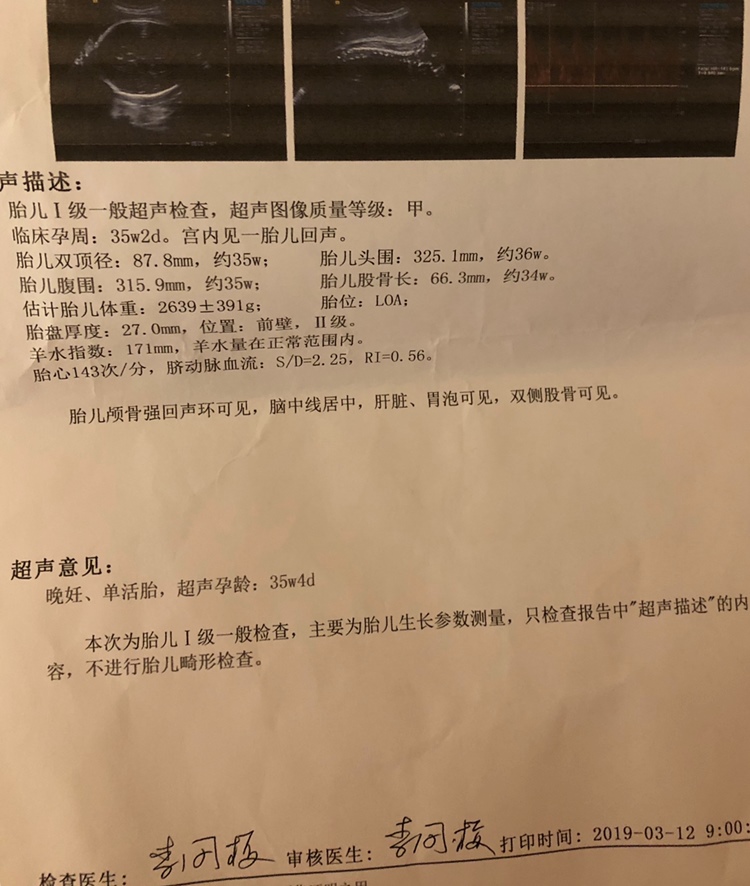 声描述：
胎儿Ⅰ级一般超声检查，超声图像质量等级：甲。
临床孕周：35w2d。宫内见一胎儿回声。
胎儿双顶径：87.8mm，约35w； 胎儿头围：325.1mm，约36w。
胎儿腹围：315.9mm，约35w； 胎儿股骨长：66.3mm，约34w。
估计胎儿体重：2639±391g； 胎位：LOA；
胎盘厚度：27.0mm，位置：前壁，Ⅱ级。
羊水指数：171mm，羊水量在正常范围内。
胎心143次/分，脐动脉血流：S/D=2.25，RI=0.56。
胎儿颅骨强回声环可见，脑中线居中，肝脏、胃泡可见，双侧股骨可见。
超声意见：
晚妊、单活胎，超声孕龄：35w4d
本次为胎儿Ⅰ级一般检查，主要为胎儿生长参数测量，只检查报告中"超声描述"的内
容，不进行胎儿畸形检查。
检查医生： 审核医生： 打印时间：2019-03-12 9:00: